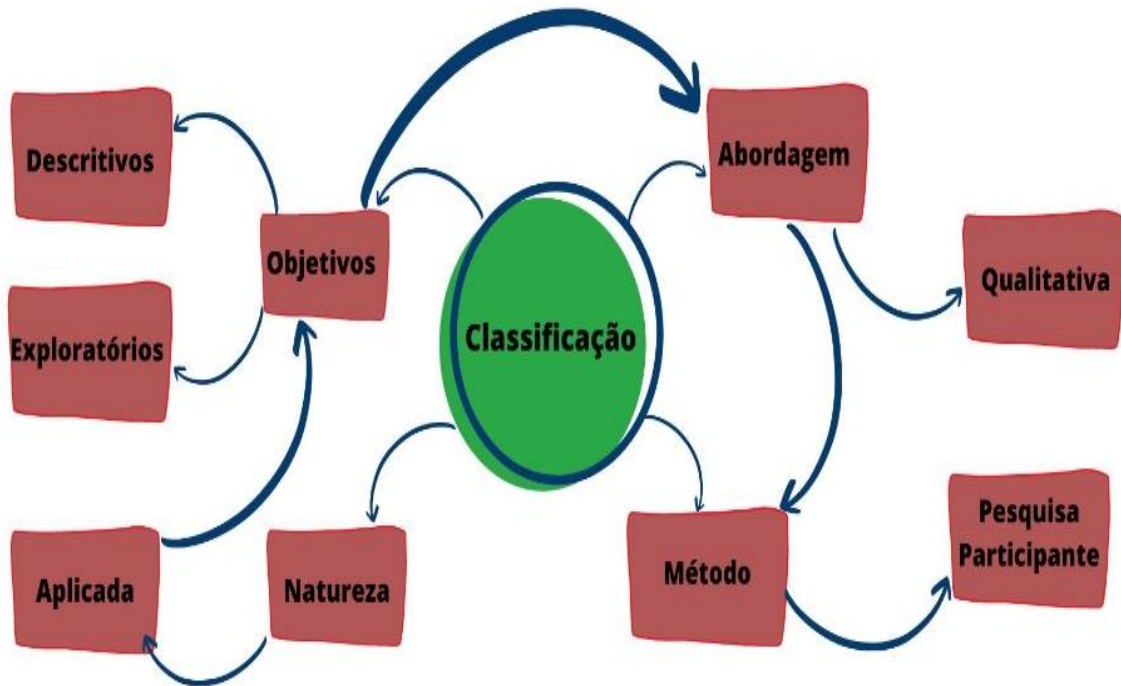 Descritivos
Abordagem
Objetivos
Qualitativa
Classificação
Exploratórios
Pesquisa
Participante
Aplicada
Natureza
Método